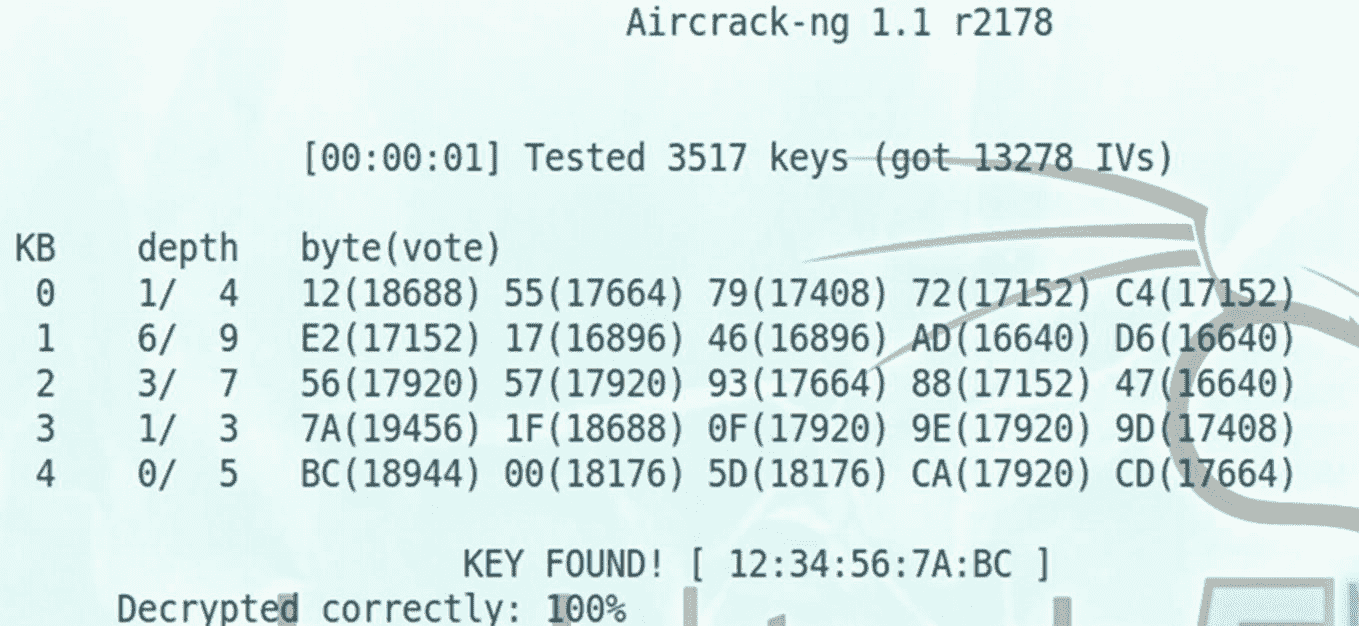 Aircrack-ng 1.1 r2178
[00:00:01] Tested 3517 keys (got 13278 IVs)
KB depth byte(vote)
0 1/ 4 12(18688) 55(17664) 79(17408) 72(17152) C4(17152)
1 6/ 9 E2(17152) 17(16896) 46(16896) AD(16640) D6(16640)
2 3/ 7 56(17920) 57(17920) 93(17664) 88(17152) 47(16640)
3 1/ 3 7A(19456) 1F(18688) 0F(17920) 9E(17920) 9D(17408)
4 0/ 5 BC(18944) 00(18176) 5D(18176) CA(17920) CD(17664)
KEY FOUND! [ 12:34:56:7A:BC ]
Decrypted correctly: 100%